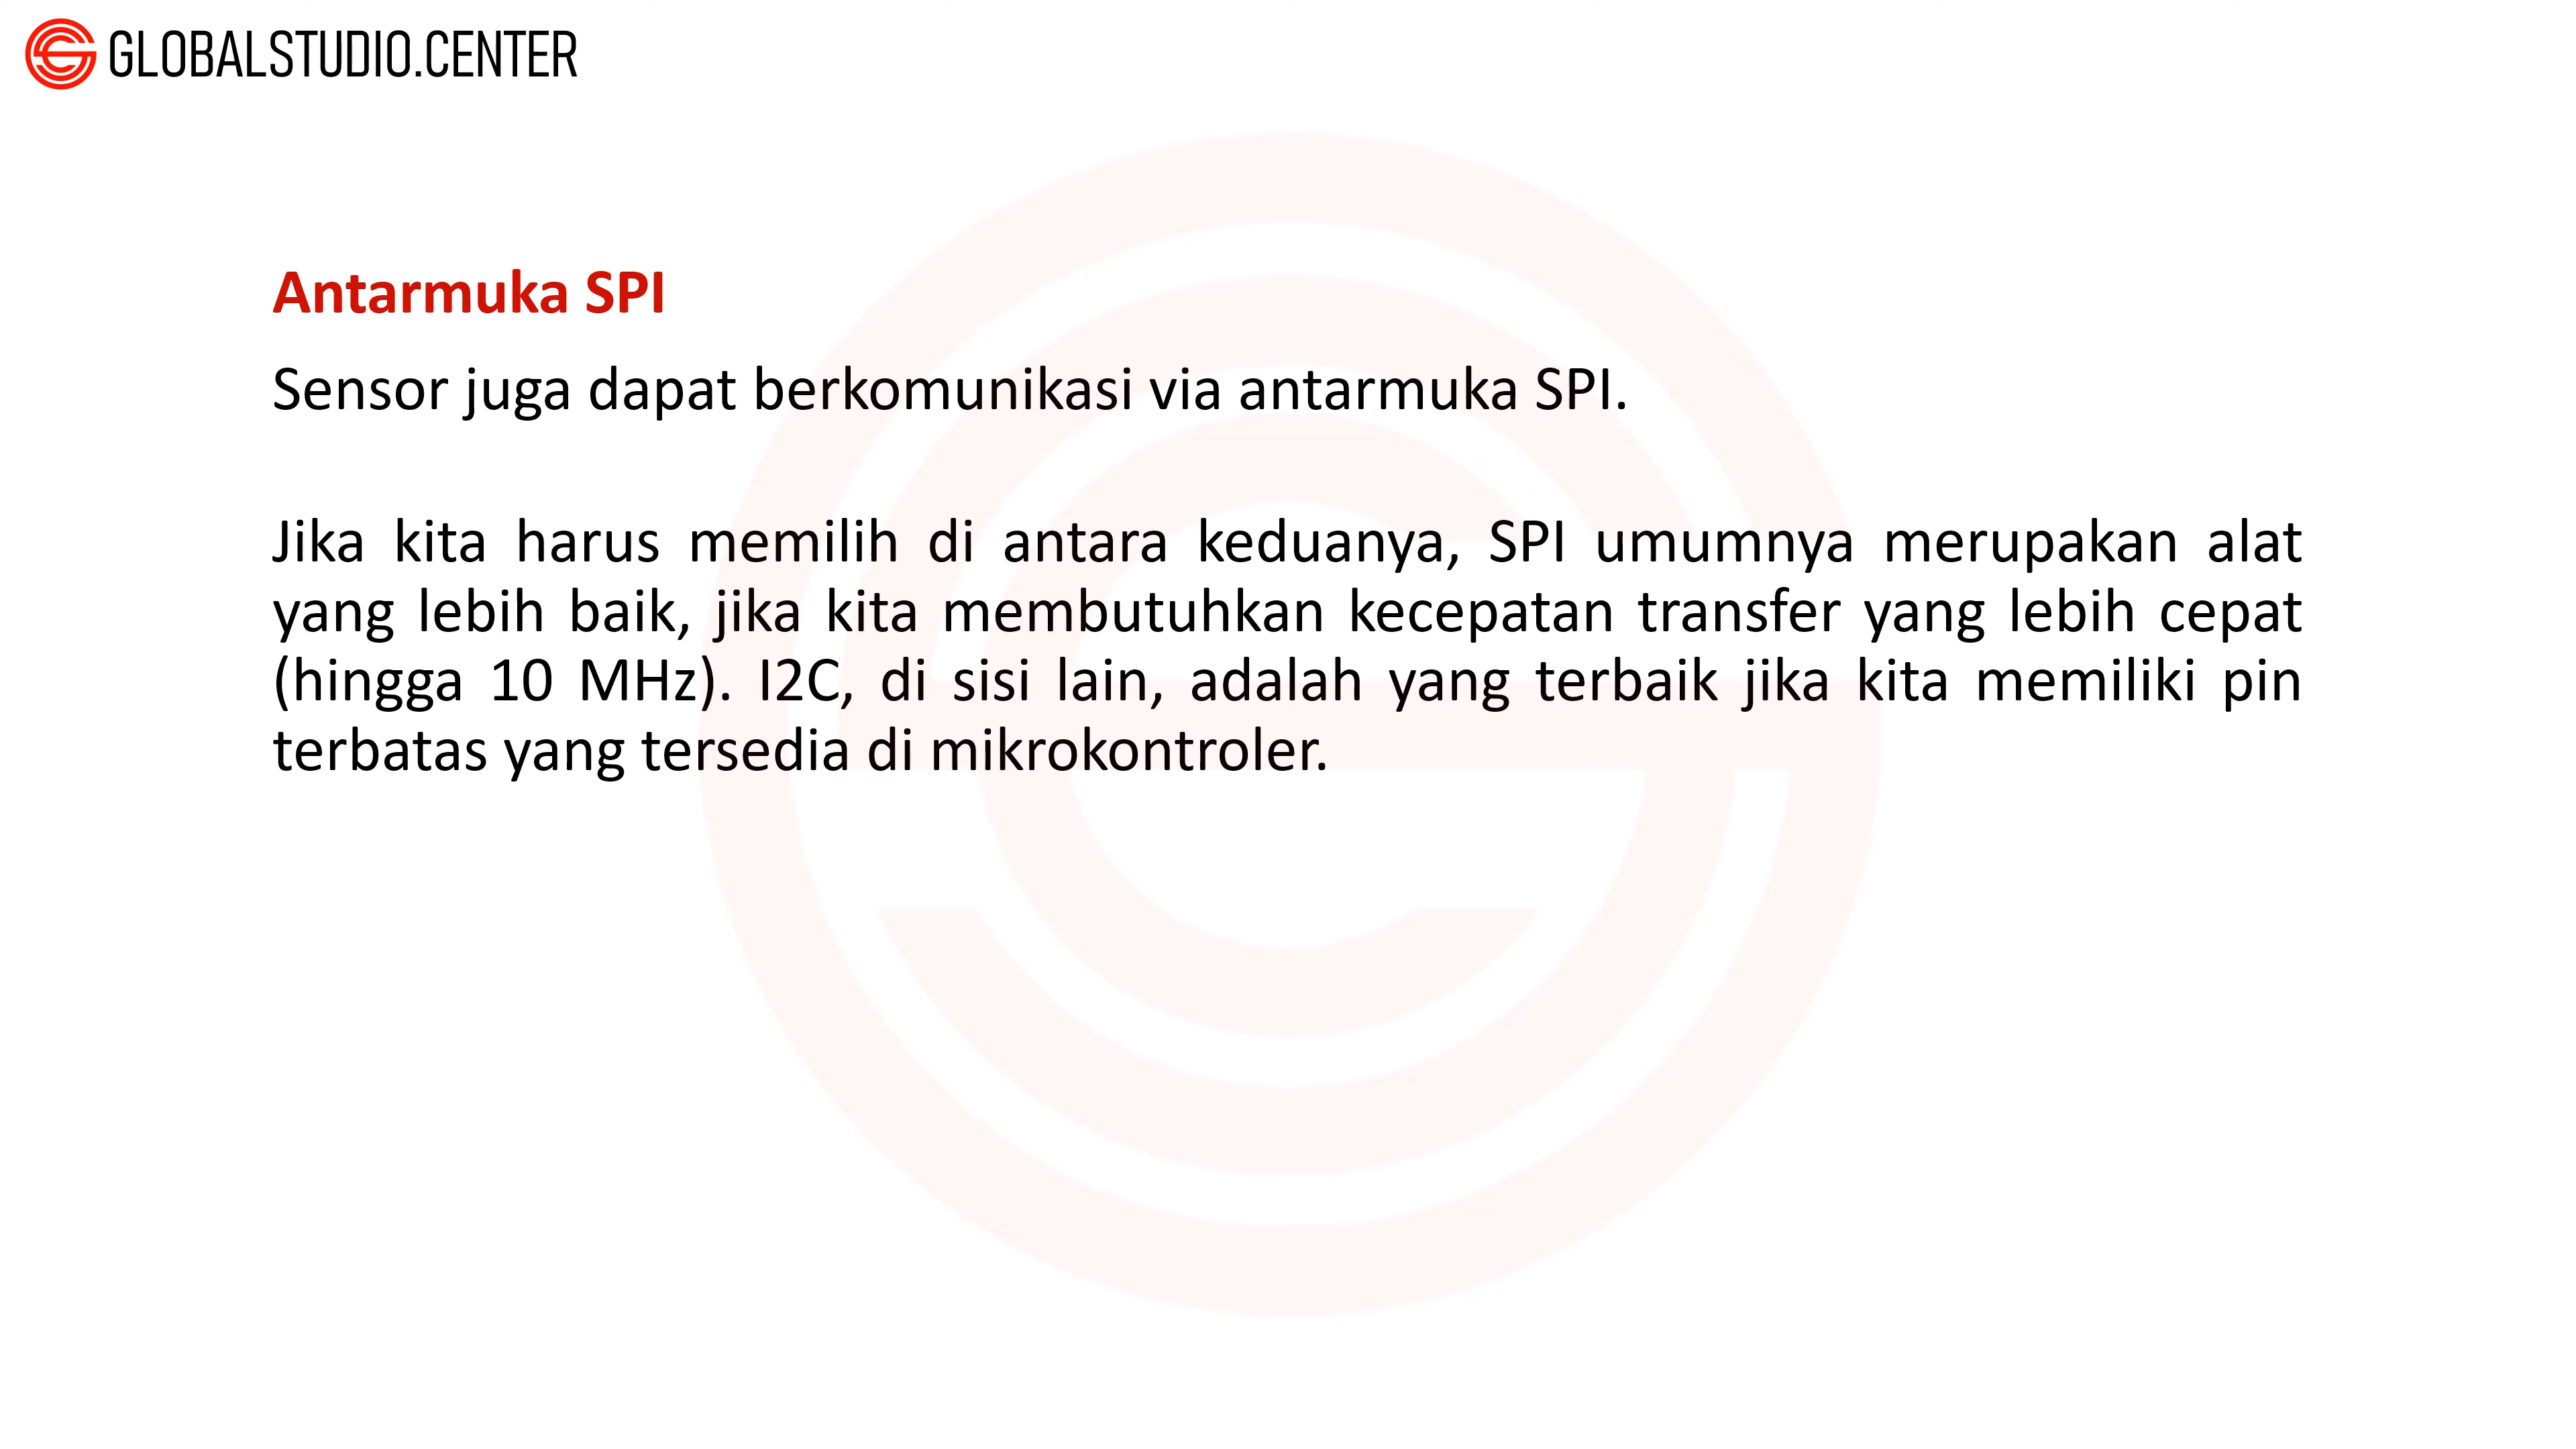 GLOBALSTUDIO.CENTER
Antarmuka SPI
Sensor juga dapat berkomunikasi via antarmuka SPI.
Jika kita harus memilih di antara keduanya, SPI umumnya merupakan alat
yang lebih baik, jika kita membutuhkan kecepatan transfer yang lebih cepat
(hingga 10 MHz). I2C, di sisi lain, adalah yang terbaik jika kita memiliki pin
terbatas yang tersedia di mikrokontroler.